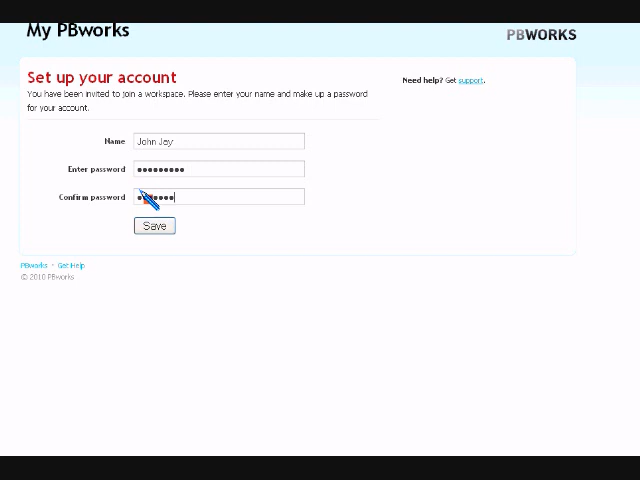 My PBworks
PBWORKS
Set up your account
Need help? Get support.
You have been invited to join a workspace. Please enter your name and make up a password
for your account.
Name John Jay
Enter password •••••••••
Confirm password
Save
PBworks · Get Help
© 2010 PBworks